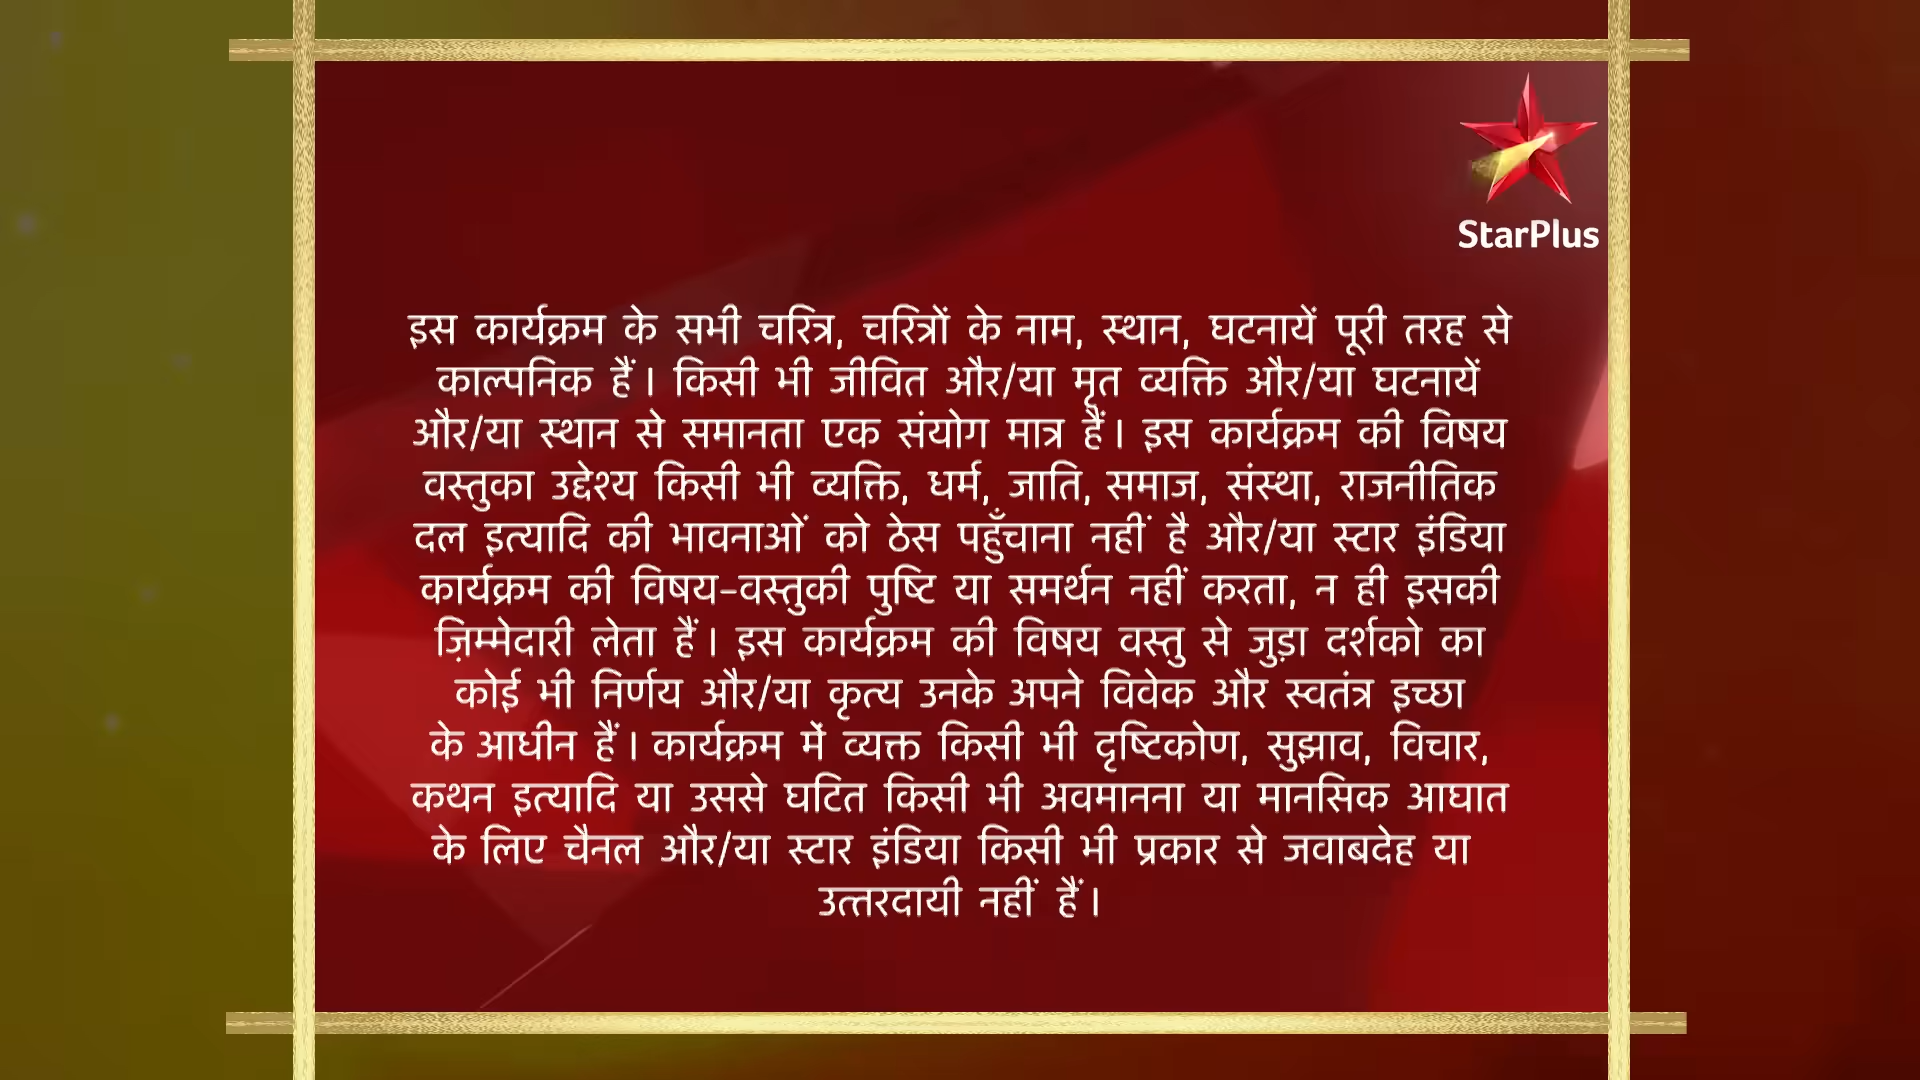 StarPlus
इस कार्यक्रम के सभी चरित्र, चरित्रों के नाम, स्थान, घटनायें पूरी तरह से
काल्पनिक हैं। किसी भी जीवित और/या मृत व्यक्ति और/या घटनायें
और/या स्थान से समानता एक संयोग मात्र हैं। इस कार्यक्रम की विषय
वस्तुका उद्देश्य किसी भी व्यक्ति, धर्म, जाति, समाज, संस्था, राजनीतिक
दल इत्यादि की भावनाओं को ठेस पहुँचाना नहीं है और/या स्टार इंडिया
कार्यक्रम की विषय-वस्तुकी पुष्टि या समर्थन नहीं करता, न ही इसकी
ज़िम्मेदारी लेता हैं। इस कार्यक्रम की विषय वस्तु से जुड़ा दर्शको का
कोई भी निर्णय और/या कृत्य उनके अपने विवेक और स्वतंत्र इच्छा
के आधीन हैं। कार्यक्रम में व्यक्त किसी भी दृष्टिकोण, सुझाव, विचार,
कथन इत्यादि या उससे घटित किसी भी अवमानना या मानसिक आघात
के लिए चैनल और/या स्टार इंडिया किसी भी प्रकार से जवाबदेह या
उत्तरदायी नहीं हैं।